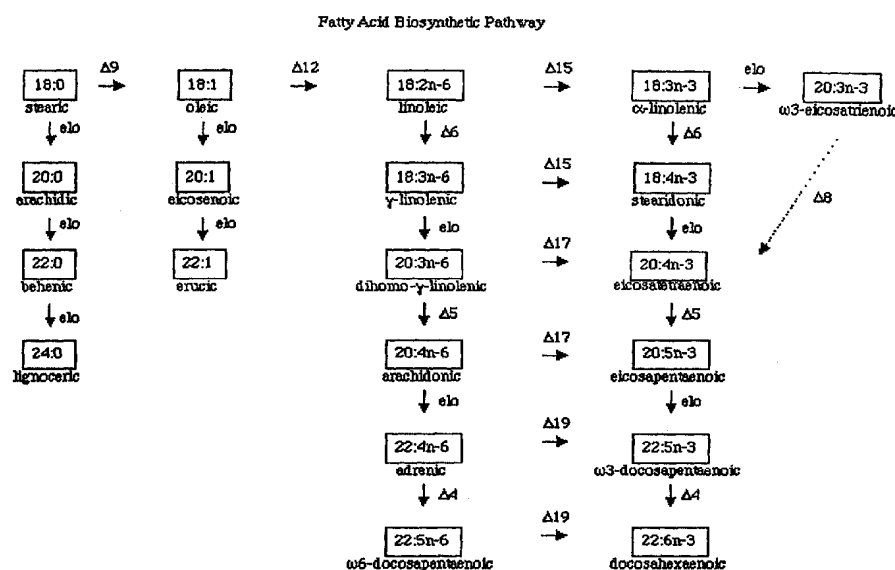 Fatty Acid Biosynthetic Pathway
Δ9 Δ12 Δ15 elo
18:0 18:1 18:2n-6 18:3n-3 20:3n-3
stearic oleic linoleic α-linolenic ω3-eicosatrienoic
elo elo Δ6 Δ6
Δ15
20:0 20:1 18:3n-6 18:4n-3
arachidic eicosenoic γ-linolenic stearidonic
Δ8
elo elo elo elo
Δ17
22:0 22:1 20:3n-6 20:4n-3
behenic erucic dihomo-γ-linolenic eicosatetraenoic
elo Δ5 Δ5
Δ17
24:0 20:4n-6 20:5n-3
lignoceric arachidonic eicosapentaenoic
elo elo
Δ19
22:4n-6 22:5n-3
adrenic ω3-docosapentaenoic
Δ4 Δ4
Δ19
22:5n-6 22:6n-3
ω6-docosapentaenoic docosahexaenoic